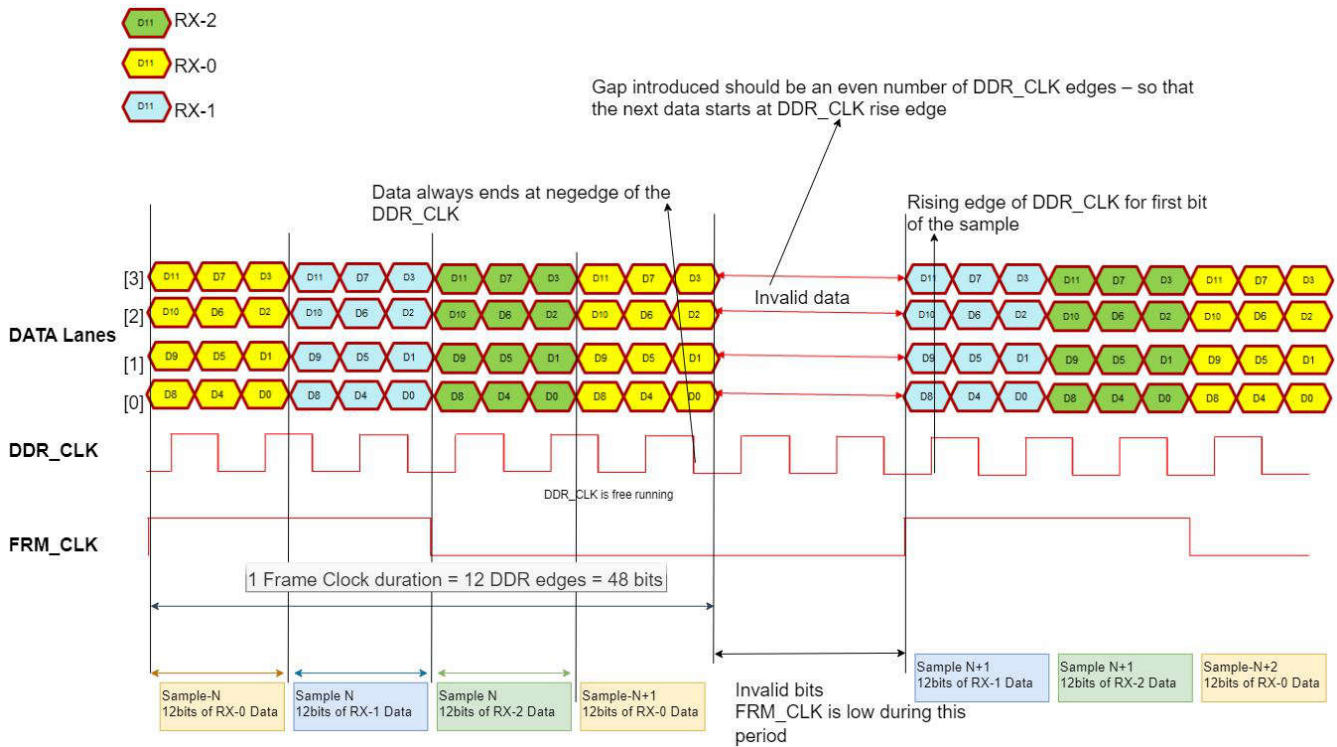 D11 RX-2
D11 RX-0
D11 RX-1
Gap introduced should be an even number of DDR_CLK edges – so that
the next data starts at DDR_CLK rise edge
Data always ends at negedge of the
DDR_CLK
Rising edge of DDR_CLK for first bit
of the sample
[3] D11 D7 D3 D11 D7 D3 D11 D7 D3 D11 D7 D3 D11 D7 D3 D11 D7 D3 D11 D7 D3
Invalid data
[2] D10 D6 D2 D10 D6 D2 D10 D6 D2 D10 D6 D2 D10 D6 D2 D10 D6 D2 D10 D6 D2
DATA Lanes
[1] D9 D5 D1 D9 D5 D1 D9 D5 D1 D9 D5 D1 D9 D5 D1 D9 D5 D1 D9 D5 D1
[0] D8 D4 D0 D8 D4 D0 D8 D4 D0 D8 D4 D0 D8 D4 D0 D8 D4 D0 D8 D4 D0
DDR_CLK
DDR_CLK is free running
FRM_CLK
1 Frame Clock duration = 12 DDR edges = 48 bits
Sample-N
12bits of RX-0 Data
Sample N
12bits of RX-1 Data
Sample N
12bits of RX-2 Data
Sample-N+1
12bits of RX-0 Data
Invalid bits
FRM_CLK is low during this
period
Sample N+1
12bits of RX-1 Data
Sample N+1
12bits of RX-2 Data
Sample-N+2
12bits of RX-0 Data